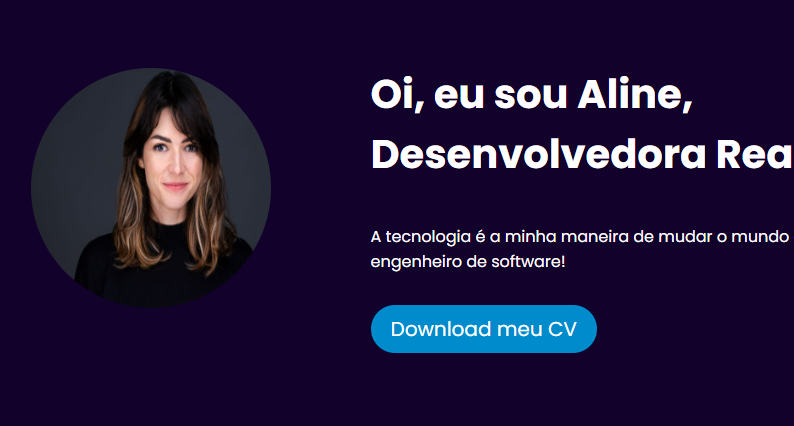 Oi, eu sou Aline,
Desenvolvedora Rea
A tecnologia é a minha maneira de mudar o mundo
engenheiro de software!
Download meu CV